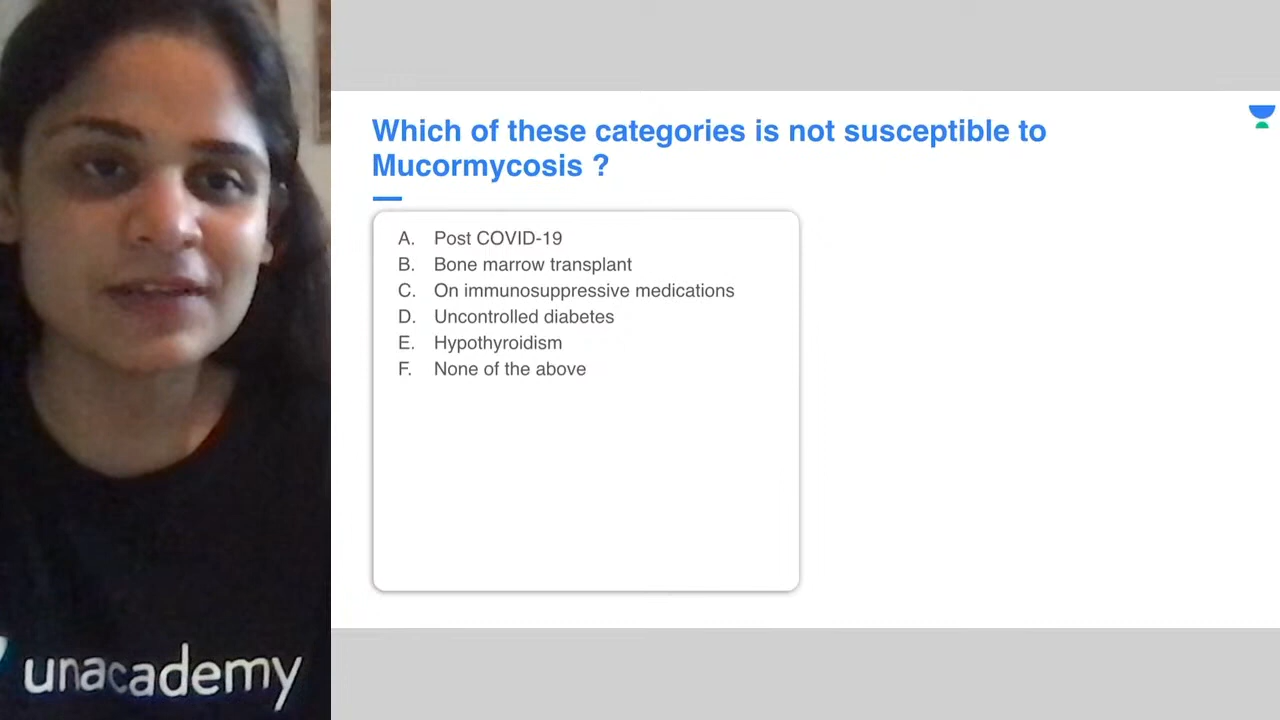 Which of these categories is not susceptible to
Mucormycosis ?
A. Post COVID-19
B. Bone marrow transplant
C. On immunosuppressive medications
D. Uncontrolled diabetes
E. Hypothyroidism
F. None of the above
unacademy